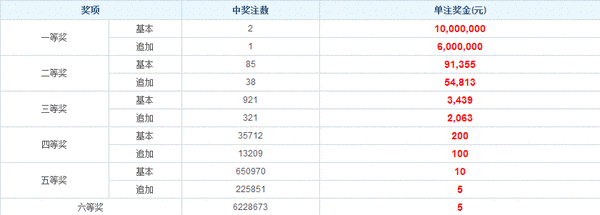 奖项 中奖注数 单注奖金(元)
一等奖 基本 2 10,000,000
追加 1 6,000,000
二等奖 基本 85 91,355
追加 38 54,813
三等奖 基本 921 3,439
追加 321 2,063
四等奖 基本 35712 200
追加 13209 100
五等奖 基本 650970 10
追加 225851 5
六等奖 6228673 5